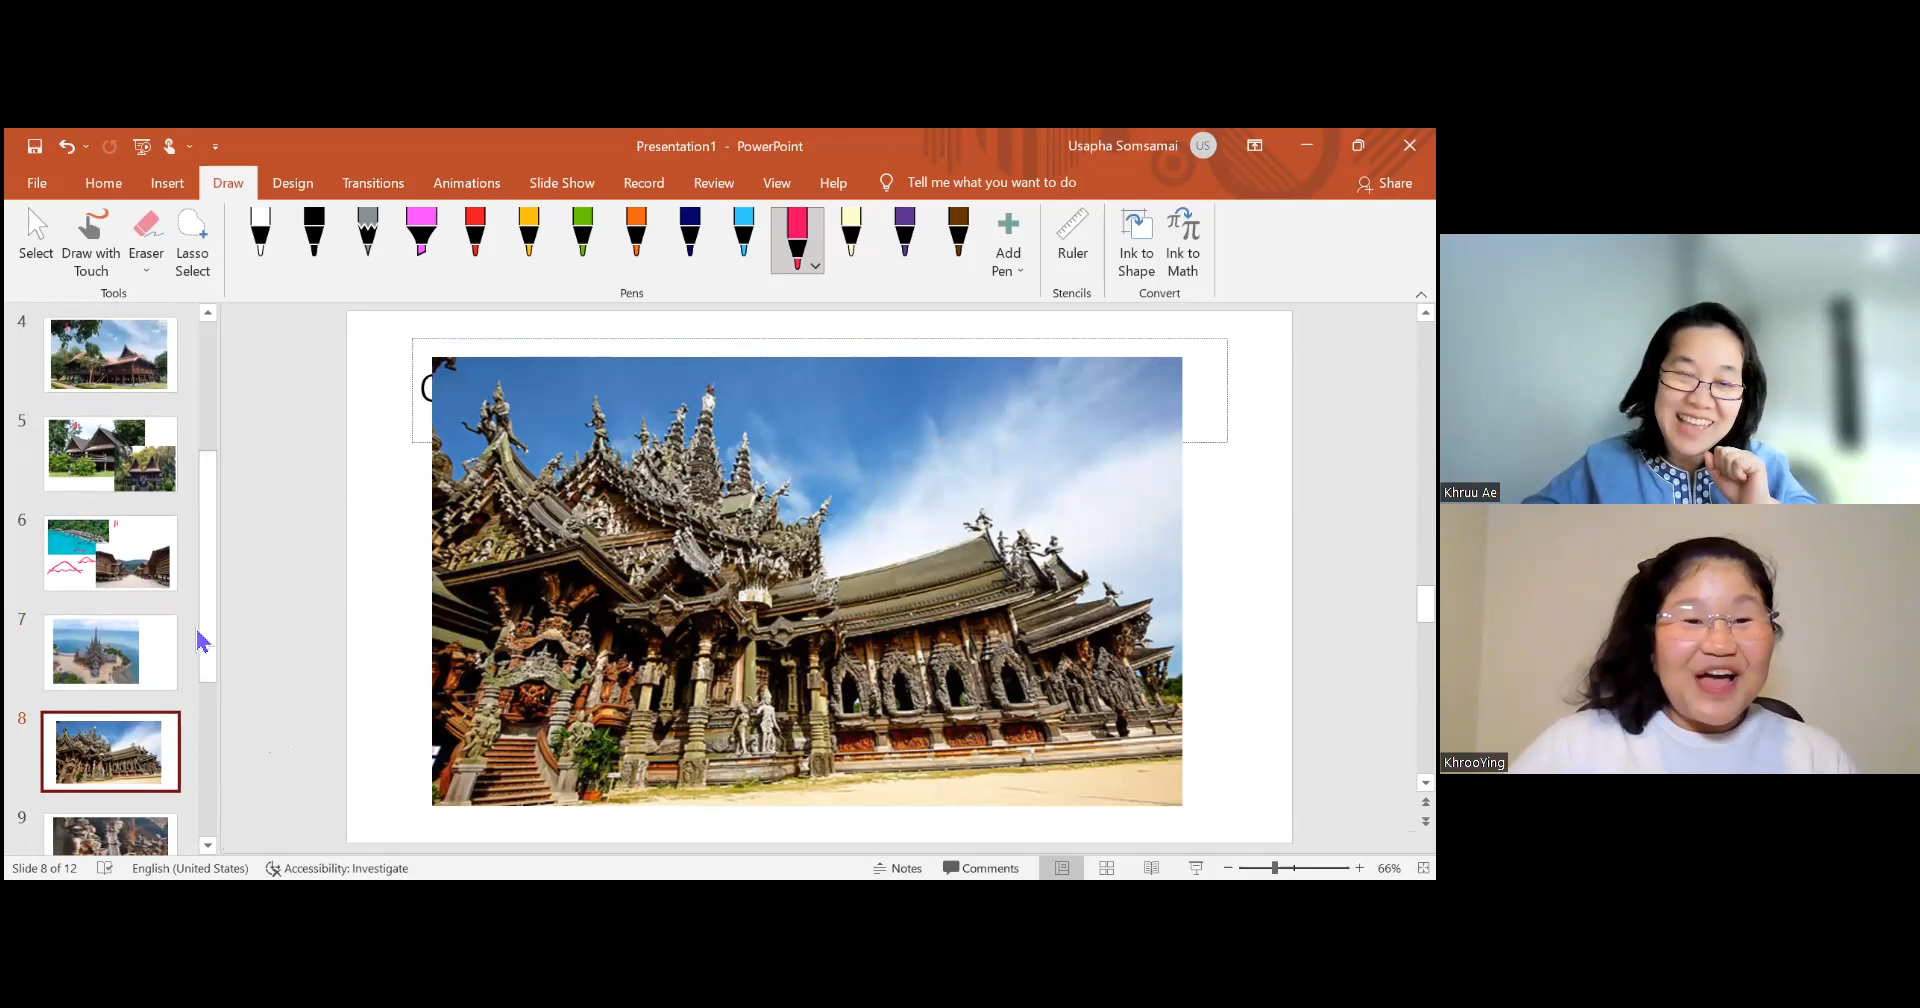 Presentation1 - PowerPoint
Usapha Somsamai
US
File Home Insert Draw Design Transitions Animations Slide Show Record Review View Help Tell me what you want to do Share
Select
Draw with Touch
Eraser
Lasso Select
Add Pen
Ruler
Ink to Shape
Ink to Math
Tools
Pens
Stencils
Convert
4
5
6
7
8
9
Khruu Ae
KhrooYing
Slide 8 of 12 English (United States) Accessibility: Investigate Notes Comments 66%